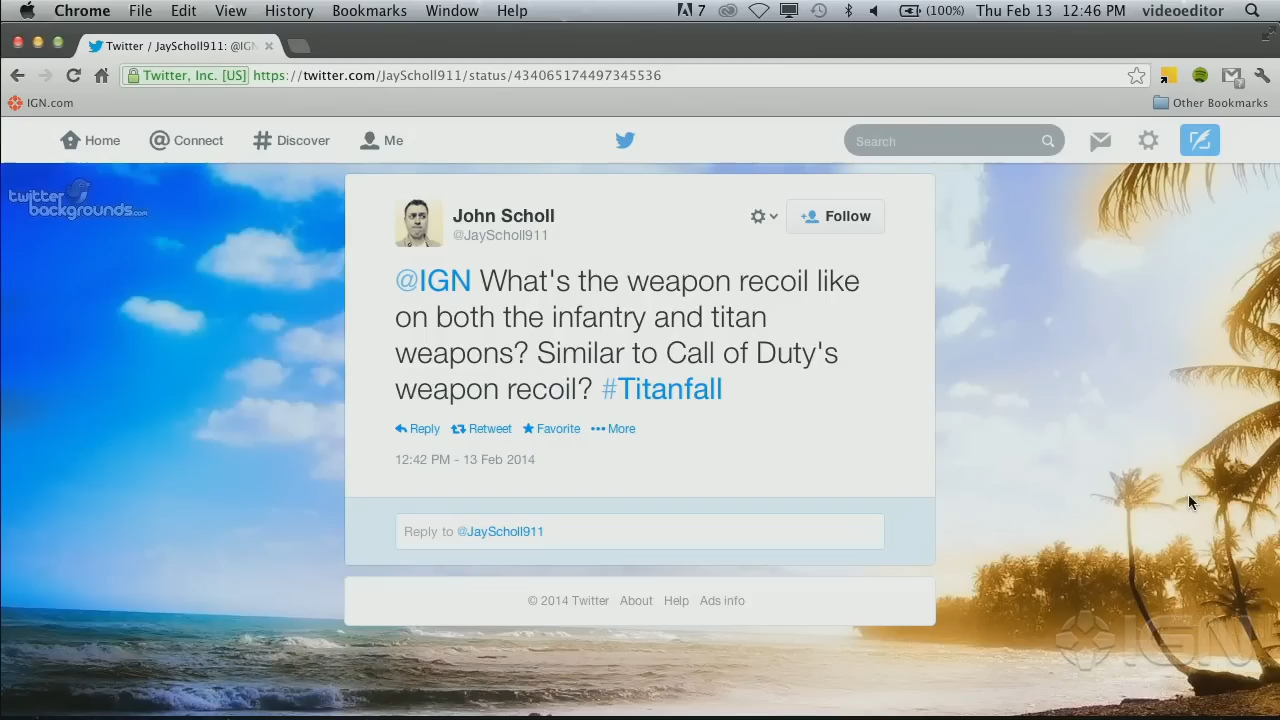 Chrome File Edit View History Bookmarks Window Help 7 (100%) Thu Feb 13 12:46 PM videoeditor
Twitter / JayScholl911: @IGN
Twitter, Inc. [US] https://twitter.com/JayScholl911/status/434065174497345536
IGN.com Other Bookmarks
Home Connect Discover Me Search
twitter
backgrounds.com
John Scholl Follow
@JayScholl911
@IGN What's the weapon recoil like
on both the infantry and titan
weapons? Similar to Call of Duty's
weapon recoil? #Titanfall
Reply Retweet Favorite More
12:42 PM - 13 Feb 2014
Reply to @JayScholl911
© 2014 Twitter About Help Ads info
IGN